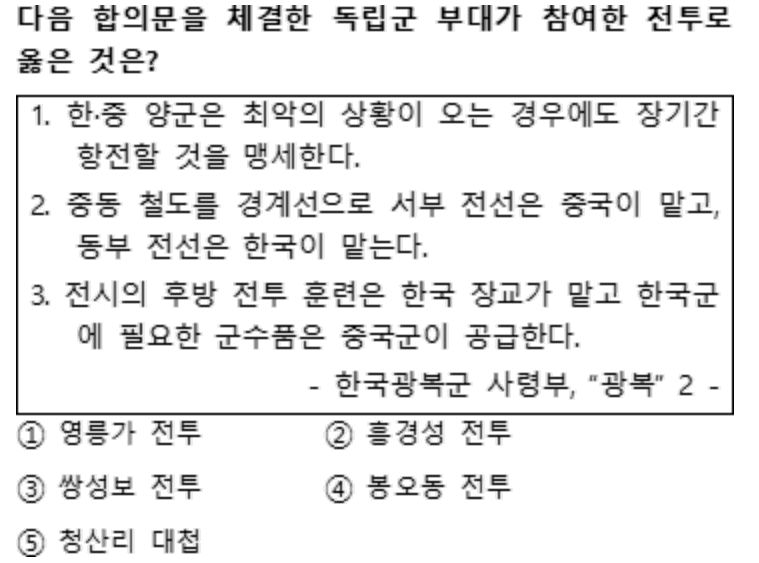 다음 합의문을 체결한 독립군 부대가 참여한 전투로
옳은 것은?
1. 한·중 양군은 최악의 상황이 오는 경우에도 장기간
항전할 것을 맹세한다.
2. 중동 철도를 경계선으로 서부 전선은 중국이 맡고,
동부 전선은 한국이 맡는다.
3. 전시의 후방 전투 훈련은 한국 장교가 맡고 한국군
에 필요한 군수품은 중국군이 공급한다.
- 한국광복군 사령부, "광복" 2 -
① 영릉가 전투 ② 흥경성 전투
③ 쌍성보 전투 ④ 봉오동 전투
⑤ 청산리 대첩